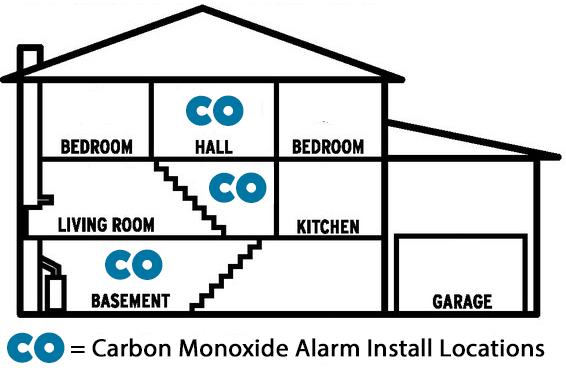 CO
BEDROOM HALL BEDROOM
CO
LIVING ROOM KITCHEN
CO
BASEMENT GARAGE
CO = Carbon Monoxide Alarm Install Locations